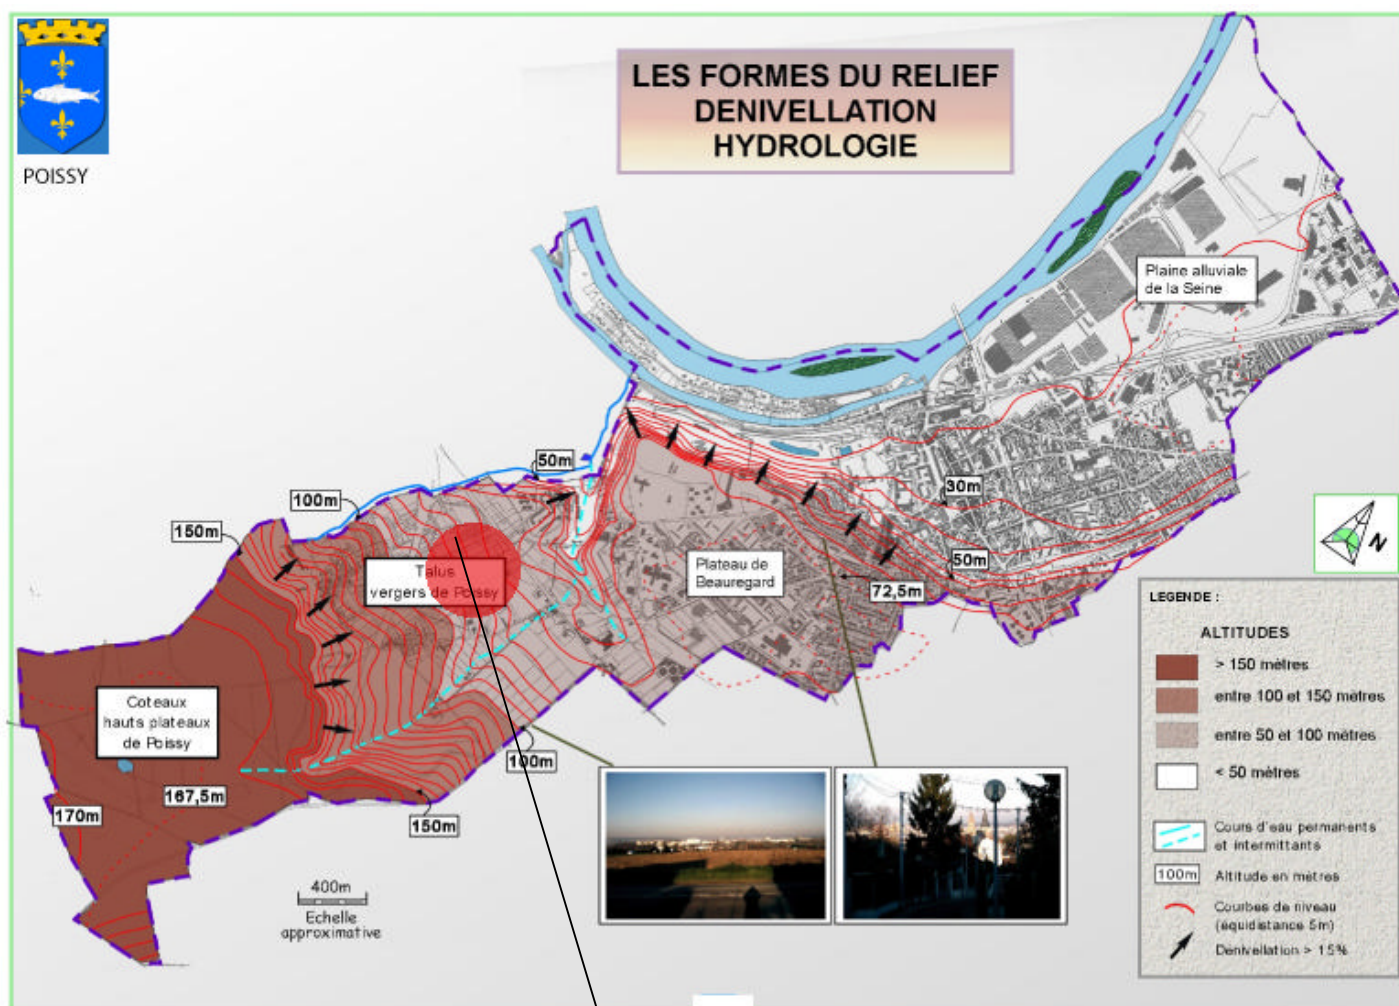 POISSY
LES FORMES DU RELIEF
DENIVELLATION
HYDROLOGIE
Plaine alluviale
de la Seine
50m
100m
150m
30m
50m
72,5m
Talus
vergers de Poissy
Plateau de
Beauregard
N
Coteaux
hauts plateaux
de Poissy
100m
167,5m
170m
150m
400m
Echelle
approximative
LEGENDE :
ALTITUDES
> 150 mètres
entre 100 et 150 mètres
entre 50 et 100 mètres
< 50 mètres
Cours d'eau permanents
et intermittants
100m
Altitude en mètres
Courbes de niveau
(équidistance 5m)
Denivellation > 15%